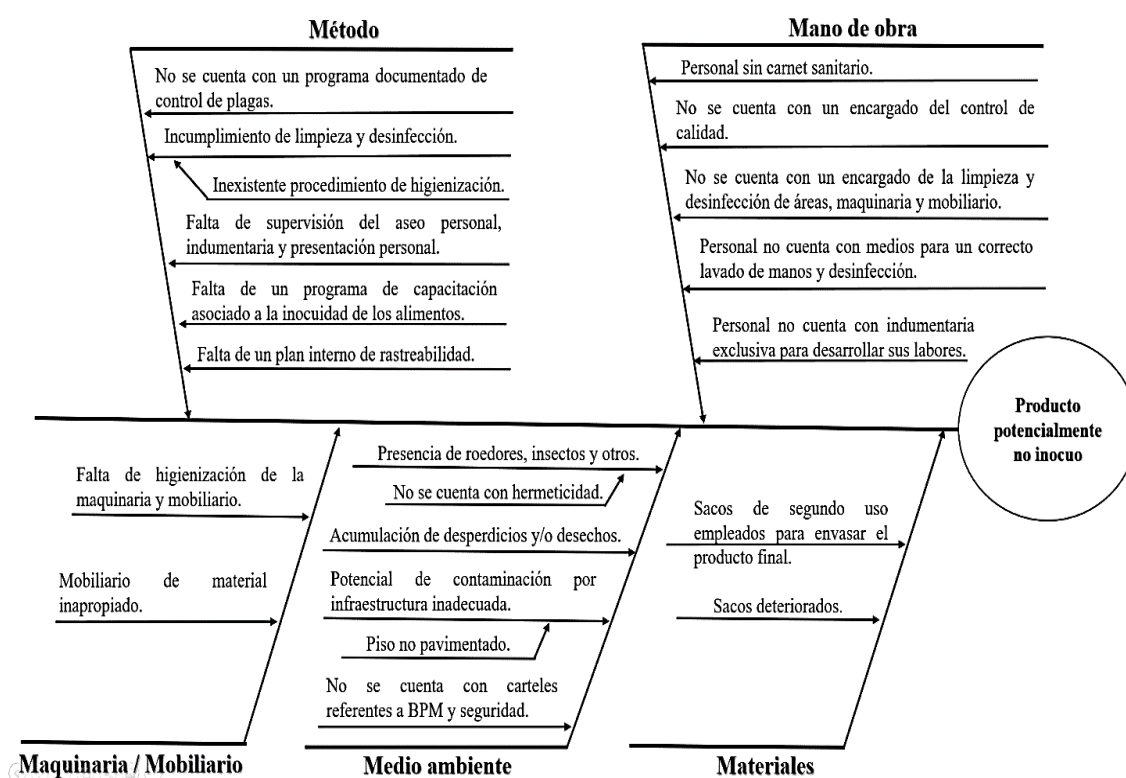 Método
No se cuenta con un programa documentado de
control de plagas.
Incumplimiento de limpieza y desinfección.
Inexistente procedimiento de higienización.
Falta de supervisión del aseo personal,
indumentaria y presentación personal.
Falta de un programa de capacitación
asociado a la inocuidad de los alimentos.
Falta de un plan interno de rastreabilidad.
Mano de obra
Personal sin carnet sanitario.
No se cuenta con un encargado del control de
calidad.
No se cuenta con un encargado de la limpieza y
desinfección de áreas, maquinaria y mobiliario.
Personal no cuenta con medios para un correcto
lavado de manos y desinfección.
Personal no cuenta con indumentaria
exclusiva para desarrollar sus labores.
Producto
potencialmente
no inocuo
Falta de higienización de la
maquinaria y mobiliario.
Mobiliario de material
inapropiado.
Maquinaria / Mobiliario
Presencia de roedores, insectos y otros.
No se cuenta con hermeticidad.
Acumulación de desperdicios y/o desechos.
Potencial de contaminación por
infraestructura inadecuada.
Piso no pavimentado.
No se cuenta con carteles
referentes a BPM y seguridad.
Medio ambiente
Sacos de segundo uso
empleados para envasar el
producto final.
Sacos deteriorados.
Materiales